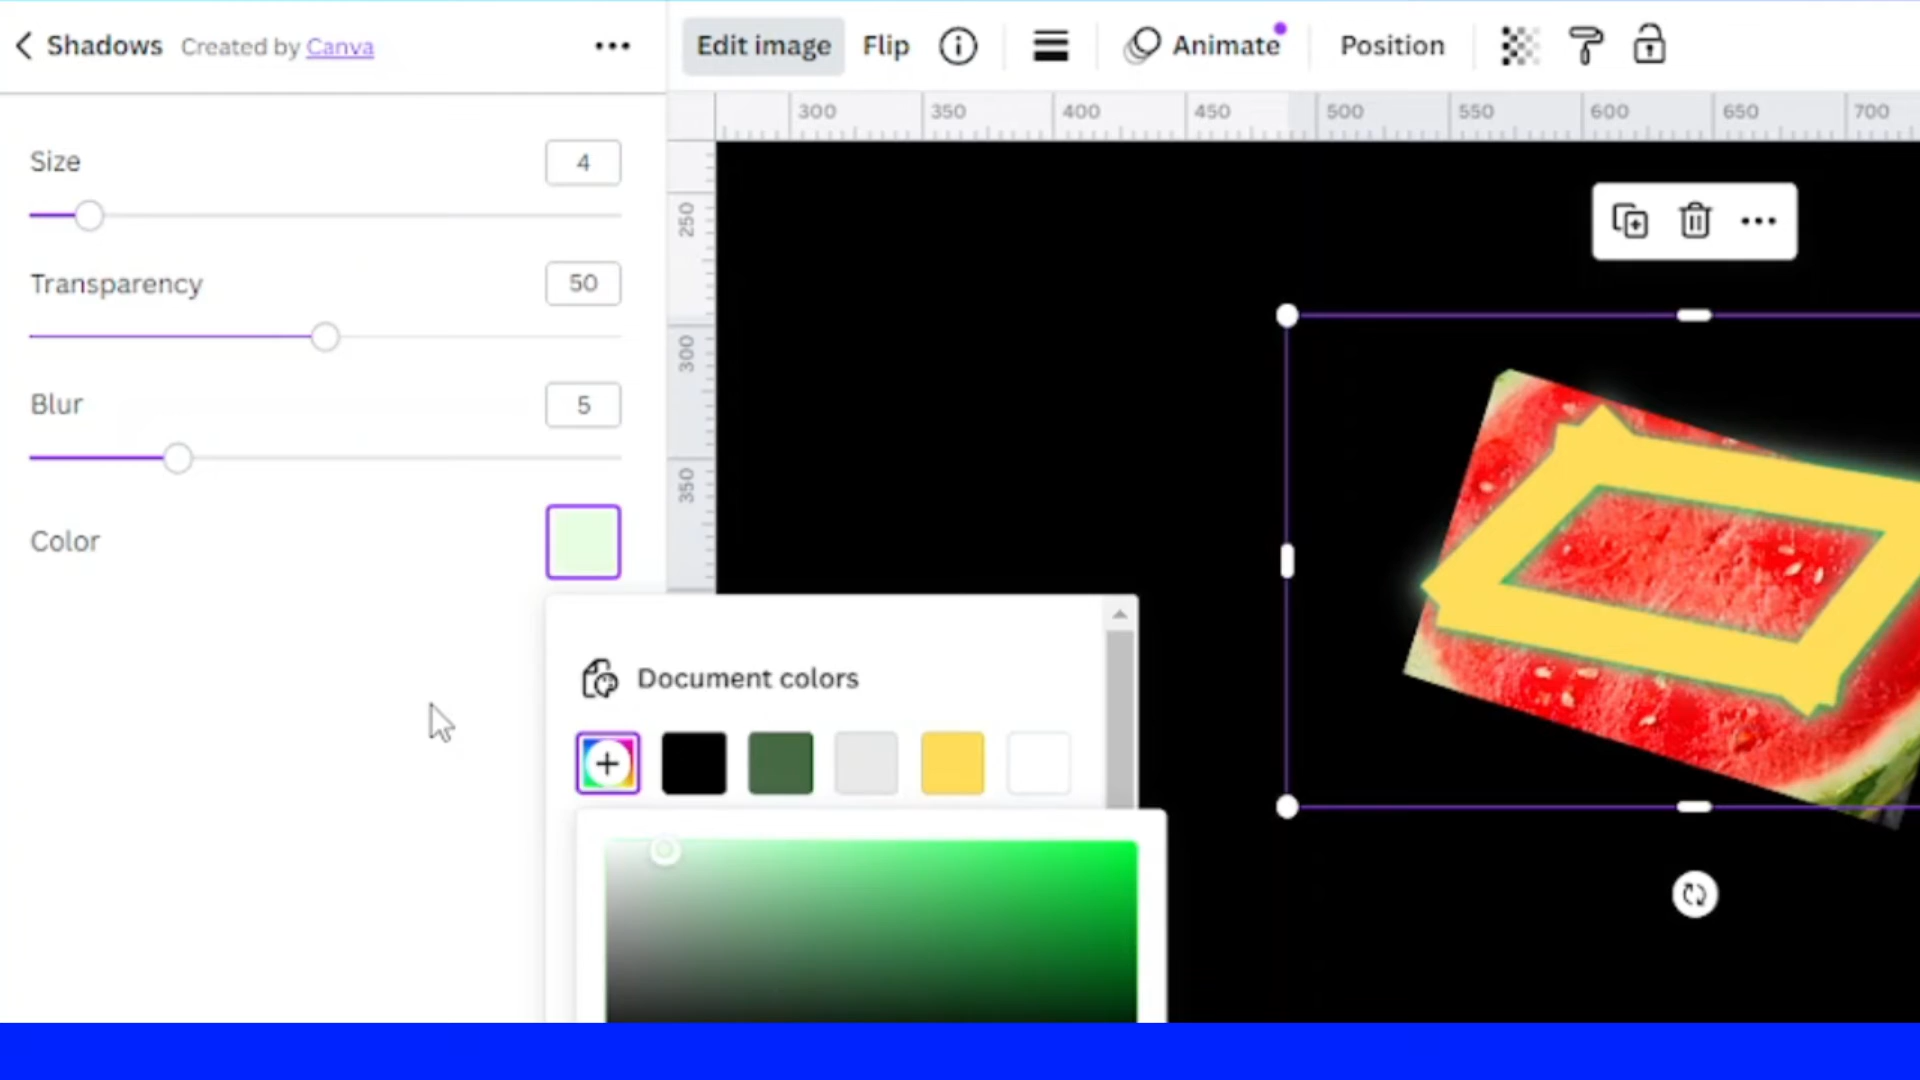 Shadows Created by Canva
Edit image Flip Animate Position
300 350 400 450 500 550 600 650 700
Size 4
250
Transparency 50
300
Blur 5
350
Color
Document colors